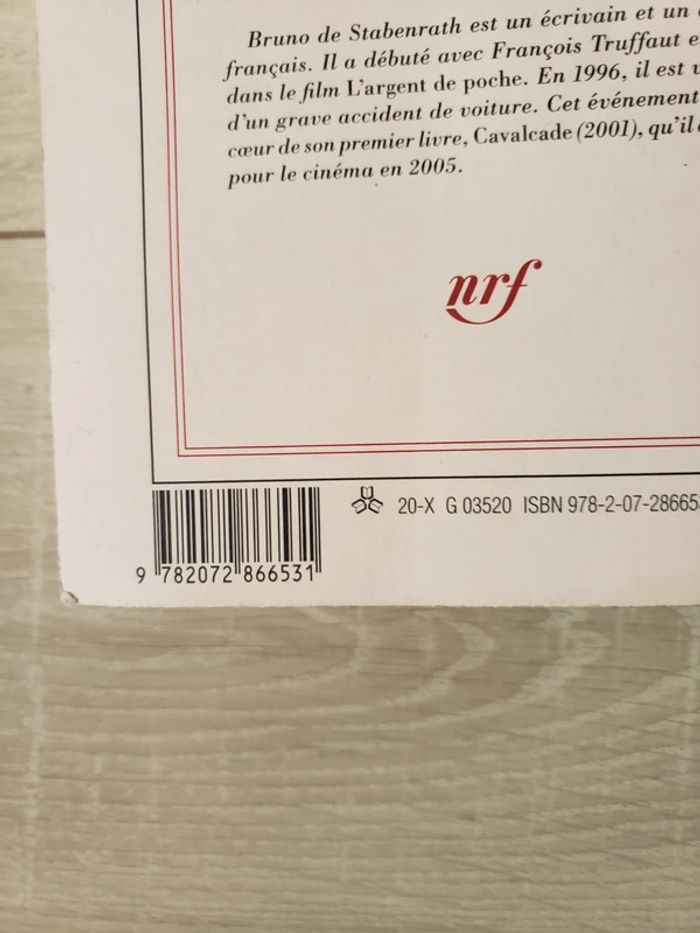 Bruno de Stabenrath est un écrivain et un
français. Il a débuté avec François Truffaut
dans le film L'argent de poche. En 1996, il est
d'un grave accident de voiture. Cet événement
cœur de son premier livre, Cavalcade (2001), qu'il
pour le cinéma en 2005.
nrf
20-X G 03520 ISBN 978-2-07-28665
9 782072 866531